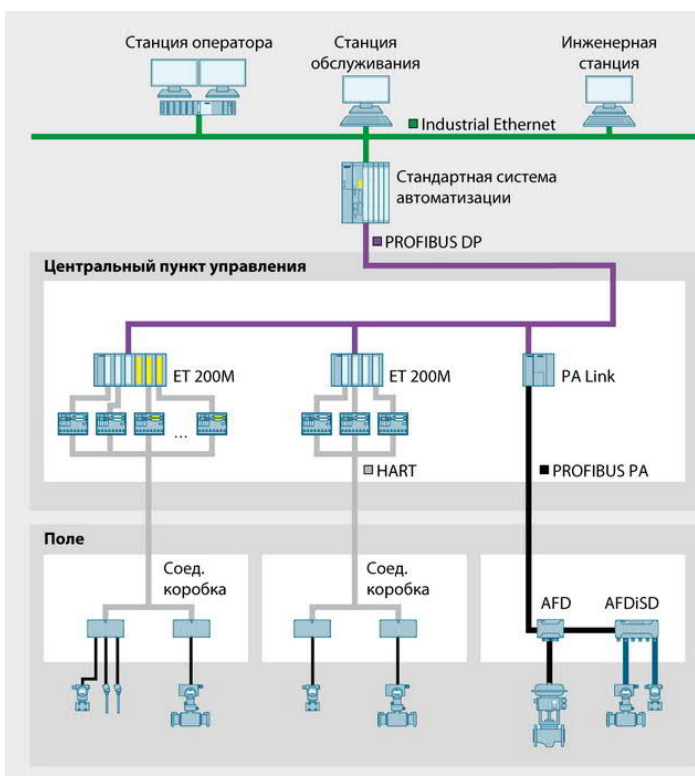 Станция оператора
Станция
обслуживания
Инженерная
станция
Industrial Ethernet
Стандартная система
автоматизации
PROFIBUS DP
Центральный пункт управления
ET 200M
ET 200M
PA Link
...
HART
PROFIBUS PA
Поле
Соед.
коробка
Соед.
коробка
AFD
AFDiSD